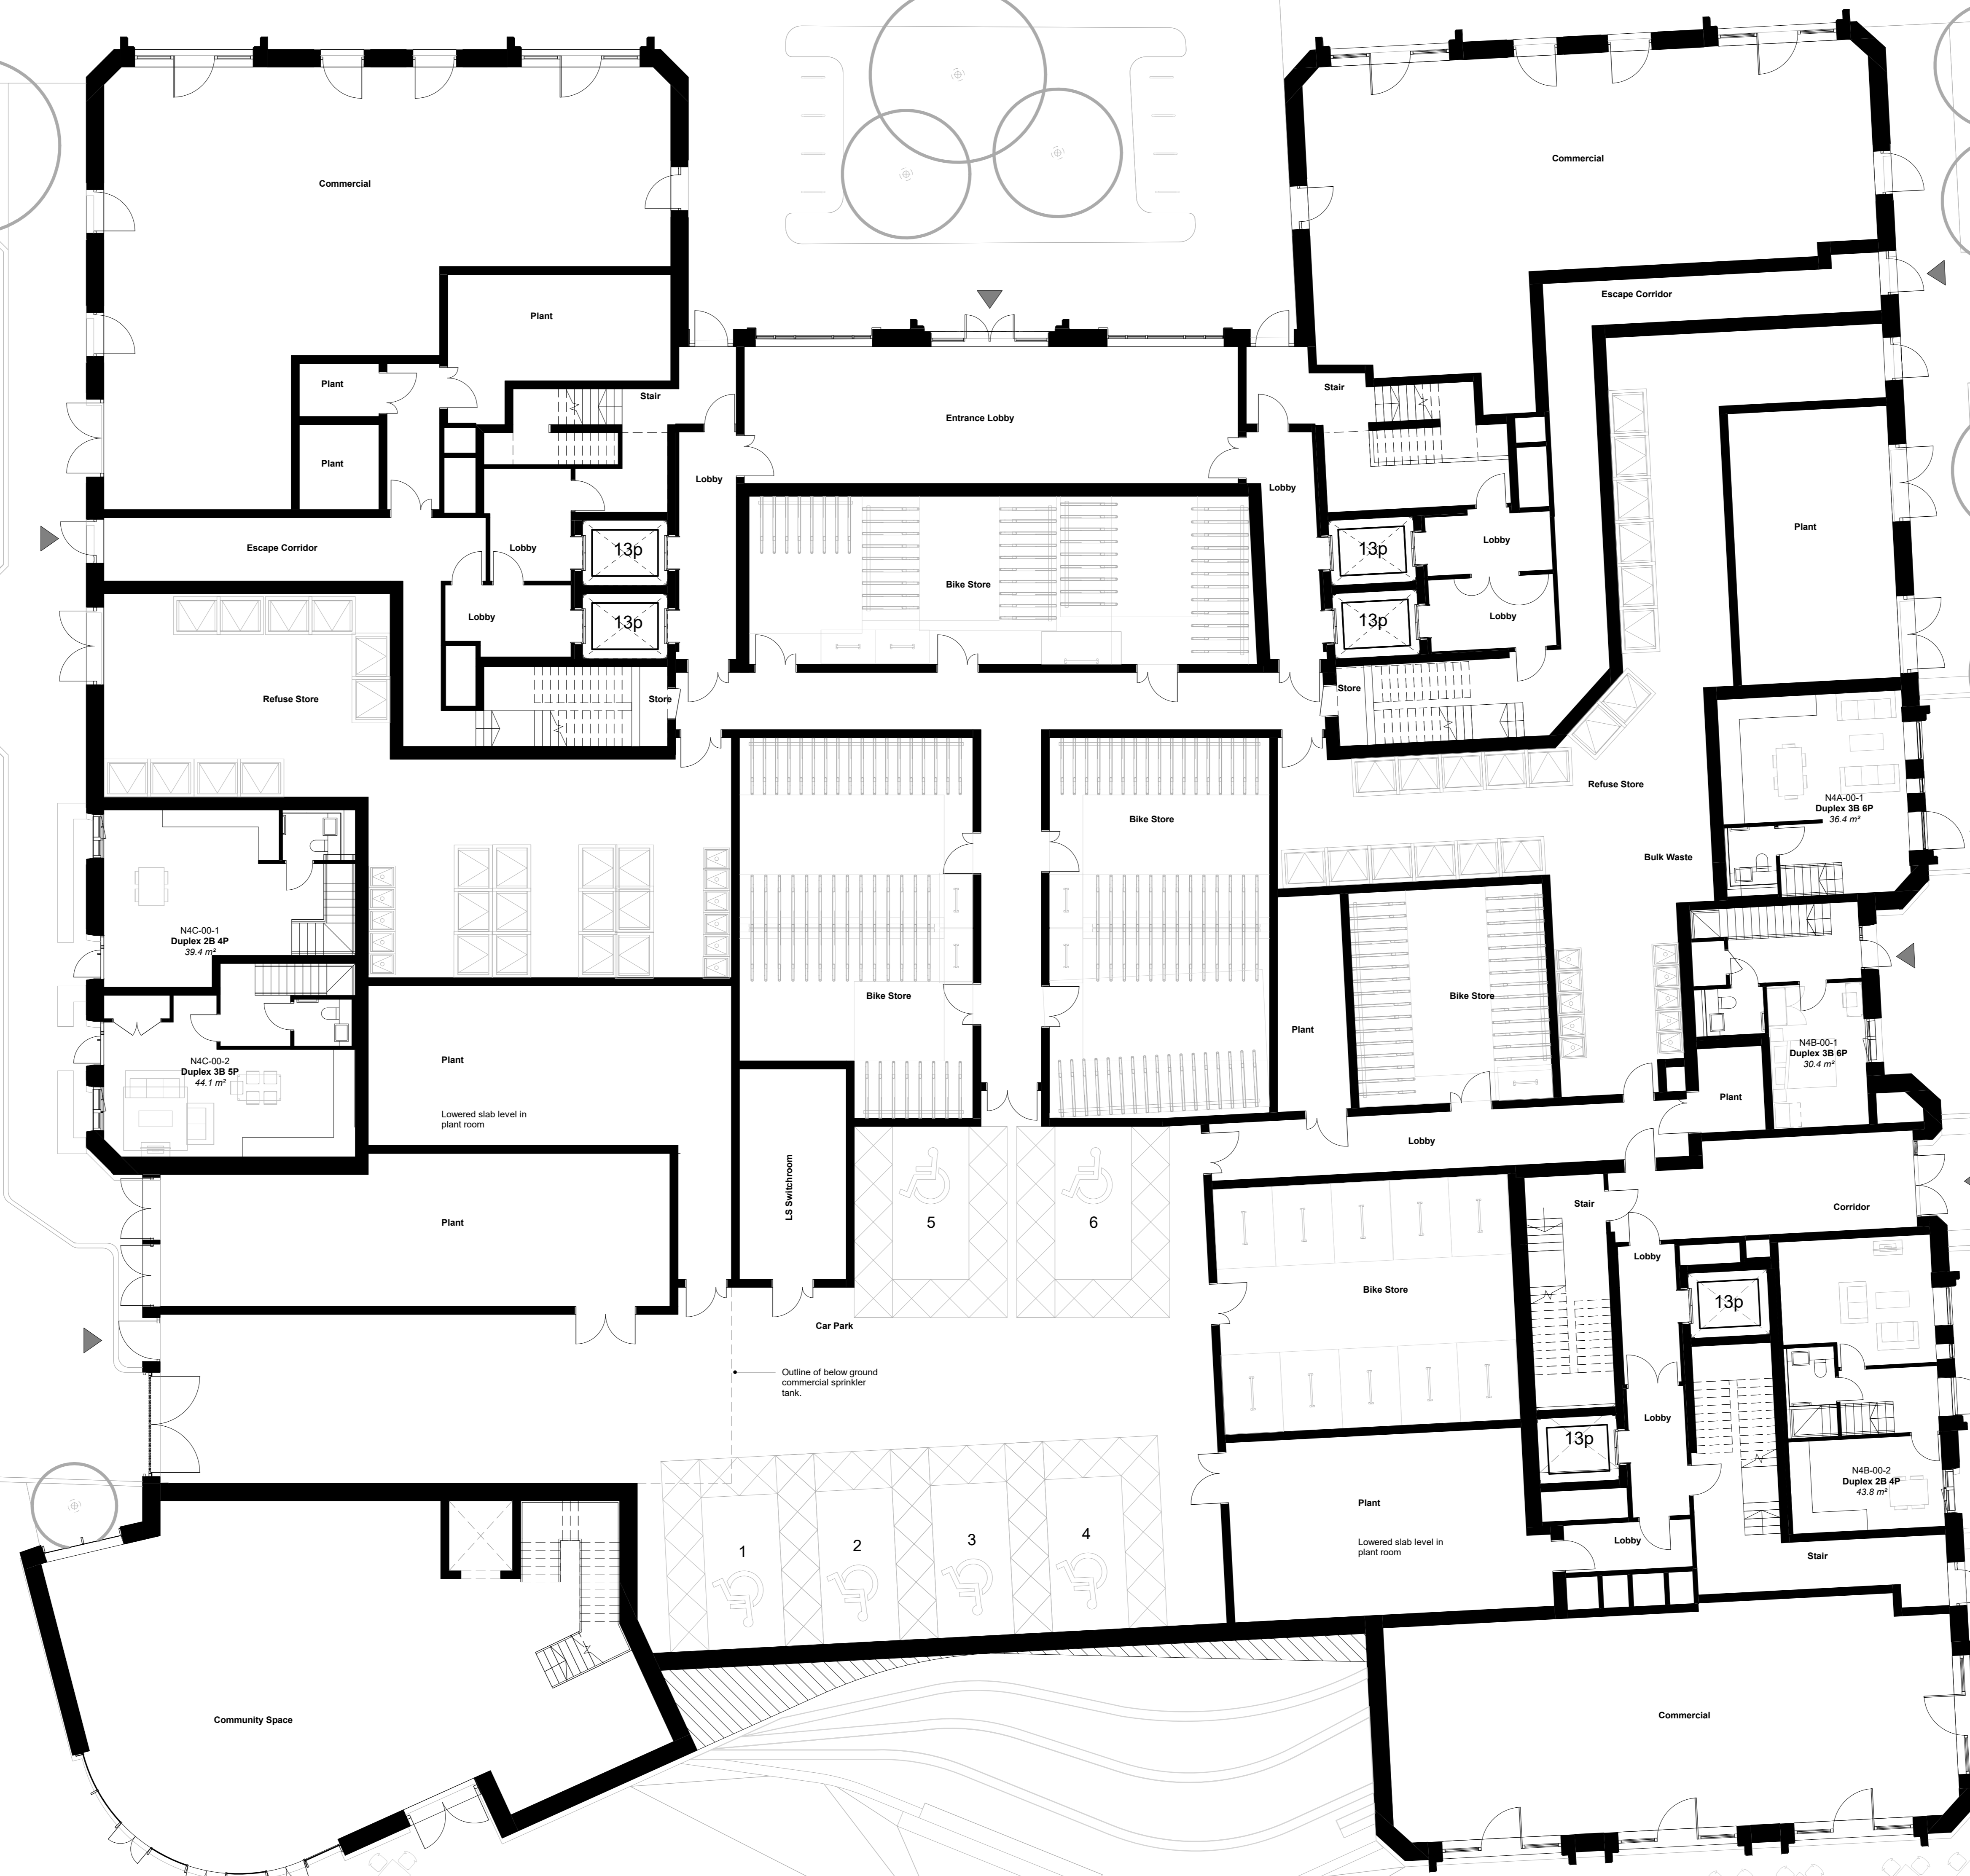 Commercial
Commercial
Escape Corridor
Plant
Plant
Stair
Stair
Entrance Lobby
Plant
Lobby
Lobby
Plant
Escape Corridor
Lobby
13p
13p
Lobby
Bike Store
Lobby
13p
13p
Lobby
Refuse Store
Store
Store
Refuse Store
N4A-00-1
Duplex 3B 6P
36.4 m²
Bike Store
Bulk Waste
N4C-00-1
Duplex 2B 4P
39.4 m²
Bike Store
Bike Store
Plant
N4B-00-1
Duplex 3B 6P
30.4 m²
N4C-00-2
Duplex 3B 5P
44.1 m²
Plant
Lowered slab level in
plant room
Plant
Lobby
LS Switchroom
Plant
5
6
Stair
Corridor
Lobby
Bike Store
13p
Car Park
Outline of below ground
commercial sprinkler
tank.
Lobby
13p
N4B-00-2
Duplex 2B 4P
43.8 m²
Plant
Lowered slab level in
plant room
Lobby
Stair
1
2
3
4
Community Space
Commercial